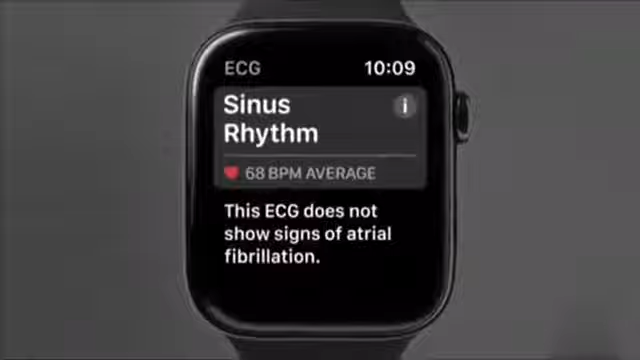 ECG 10:09
Sinus
Rhythm
i
68 BPM AVERAGE
This ECG does not
show signs of atrial
fibrillation.